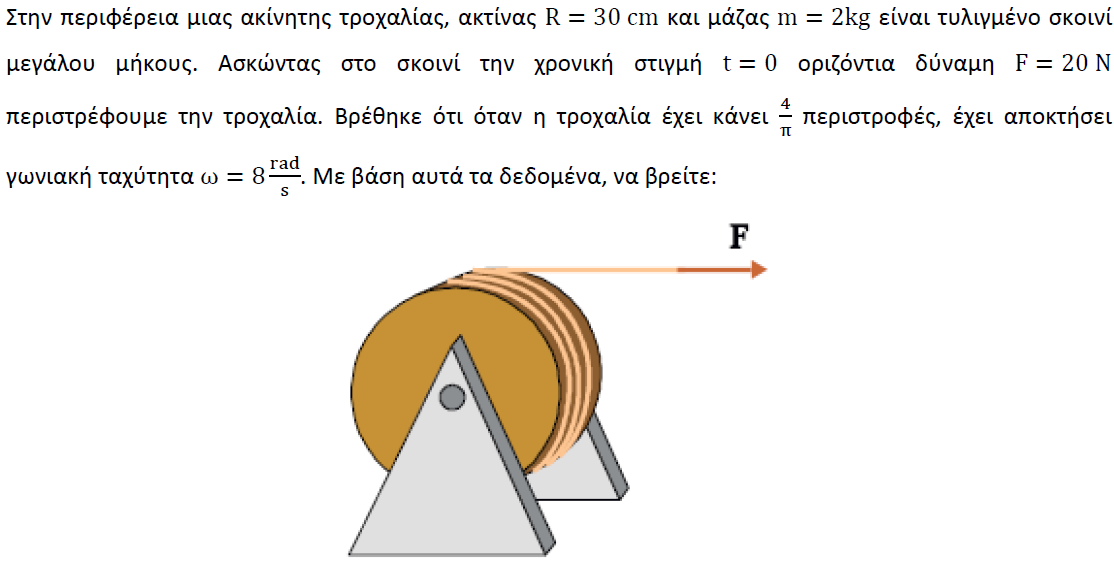 Στην περιφέρεια μιας ακίνητης τροχαλίας, ακτίνας R = 30 cm και μάζας m = 2kg είναι τυλιγμένο σκοινί
μεγάλου μήκους. Ασκώντας στο σκοινί την χρονική στιγμή t = 0 οριζόντια δύναμη F = 20 N
περιστρέφουμε την τροχαλία. Βρέθηκε ότι όταν η τροχαλία έχει κάνει 4/π περιστροφές, έχει αποκτήσει
γωνιακή ταχύτητα ω = 8 rad/s. Με βάση αυτά τα δεδομένα, να βρείτε:
F